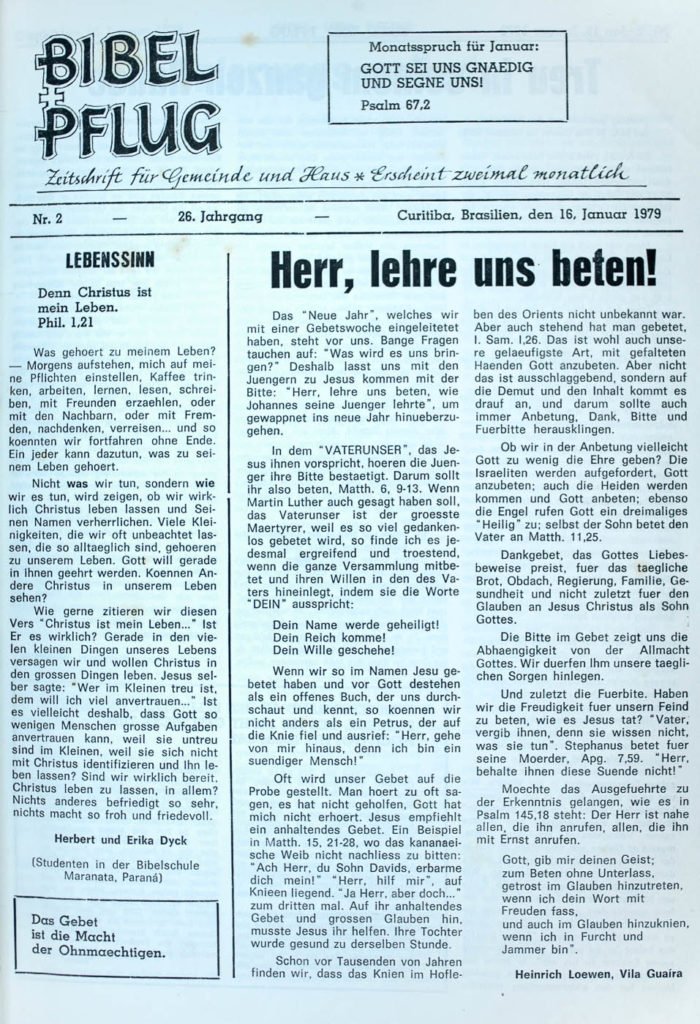 BIBEL
PFLUG
Monatsspruch für Januar:
GOTT SEI UNS GNAEDIG
UND SEGNE UNS!
Psalm 67,2
Zeitschrift für Gemeinde und Haus * Erscheint zweimal monatlich
Nr. 2 — 26. Jahrgang — Curitiba, Brasilien, den 16. Januar 1979
LEBENSSINN
Denn Christus ist
mein Leben.
Phil. 1,21
Was gehoert zu meinem Leben?
— Morgens aufstehen, mich auf mei-
ne Pflichten einstellen, Kaffee trin-
ken, arbeiten, lernen, lesen, schrei-
ben, mit Freunden erzaehlen, oder
mit den Nachbarn, oder mit Frem-
den, nachdenken, verreisen... und so
koennten wir fortfahren ohne Ende.
Ein jeder kann dazutun, was zu sei-
nem Leben gehoert.
Nicht was wir tun, sondern wie
wir es tun, wird zeigen, ob wir wirk-
lich Christus leben lassen und Sei-
nen Namen verherrlichen. Viele Klei-
nigkeiten, die wir oft unbeachtet las-
sen, die so alltaeglich sind, gehoeren
zu unserem Leben. Gott will gerade
in Ihnen geehrt werden. Koennen An-
dere Christus in unserem Leben
sehen?
Wie gerne zitieren wir diesen
Vers "Christus ist mein Leben..." Ist
Er es wirklich? Gerade in den vie-
len kleinen Dingen unseres Lebens
versagen wir und wollen Christus in
den grossen Dingen leben. Jesus sel-
ber sagte: "Wer im Kleinen treu ist,
dem will ich viel anvertrauen..." Ist
es vielleicht deshalb, dass Gott so
wenigen Menschen grosse Aufgaben
anvertrauen kann, weil sie untreu
sind im Kleinen, weil sie sich nicht
mit Christus identifizieren und Ihn le-
ben lassen? Sind wir wirklich bereit,
Christus leben zu lassen, in allem?
Nichts anderes befriedigt so sehr,
nichts macht so froh und friedevoll.
Herbert und Erika Dyck
(Studenten in der Bibelschule
Maranata, Paraná)
Das Gebet
ist die Macht
der Ohnmaechtigen.
Herr, lehre uns beten!
Das "Neue Jahr", welches wir
mit einer Gebetswoche eingeleitetet
haben, steht vor uns. Bange Fragen
tauchen auf: "Was wird es uns brin-
gen?" Deshalb lasst uns mit den
Juengern zu Jesus kommen mit der
Bitte: "Herr, lehre uns beten, wie
Johannes seine Juenger lehrte", um
gewappnet ins neue Jahr hinueberzu-
gehen.
In dem "VATERUNSER", das Je-
sus ihnen vorspricht, hoeren die Juen-
ger ihre Bitte bestaetigt. Darum sollt
ihr also beten, Matth. 6, 9-13. Wenn
Martin Luther auch gesagt haben soll,
das Vaterunser ist der groesste
Maertyrer, weil es so viel gedanken-
los gebetet wird, so finde ich es je-
desmal ergreifend und troestend,
wenn die ganze Versammlung mitbe-
tet und ihren Willen in den des Va-
ters hineinlegt, indem sie die Worte
"DEIN" ausspricht:
Dein Name werde geheiligt!
Dein Reich komme!
Dein Wille geschehe!
Wenn wir so im Namen Jesu ge-
betet haben und vor Gott destehen
als ein offenes Buch, der uns durch-
schaut und kennt, so koennen wir
nicht anders als ein Petrus, der auf
die Knie fiel und ausrief: "Herr, gehe
von mir hinaus, denn ich bin ein
suendiger Mensch!"
Oft wird unser Gebet auf die
Probe gestellt. Man hoert zu oft sa-
gen, es hat nicht geholfen, Gott hat
mich nicht erhoert. Jesus empfiehlt
ein anhaltendes Gebet. Ein Beispiel
in Matth. 15, 21-28, wo das kananaei-
sche Weib nicht nachliess zu bitten:
"Ach Herr, du Sohn Davids, erbarme
dich mein!" "Herr, hilf mir", auf
Knieen liegend. "Ja Herr, aber doch..."
zum dritten mal. Auf ihr anhaltendes
Gebet und grossen Glauben hin,
musste Jesus ihr helfen. Ihre Tochter
wurde gesund zu derselben Stunde.
Schon vor Tausenden von Jahren
finden wir, dass das Knien im Hofle-
ben des Orients nicht unbekannt war.
Aber auch stehend hat man gebetet,
I. Sam. I,26. Das ist wohl auch unse-
re gelaeufigste Art, mit gefalteten
Haenden Gott anzubeten. Aber nicht
das ist ausschlaggebend, sondern auf
die Demut und den Inhalt kommt es
drauf an, und darum sollte auch
immer Anbetung, Dank, Bitte und
Fuerbitte herausklingen.
Ob wir in der Anbetung vielleicht
Gott zu wenig die Ehre geben? Die
Israeliten werden aufgefordert, Gott
anzubeten; auch die Heiden werden
kommen und Gott anbeten; ebenso
die Engel rufen Gott ein dreimaliges
"Heilig" zu; selbst der Sohn betet den
Vater an Matth. 11,25.
Dankgebet, das Gottes Liebes-
beweise preist, fuer das taegliche
Brot, Obdach, Regierung, Familie, Ge-
sundheit und nicht zuletzt fuer den
Glauben an Jesus Christus als Sohn
Gottes.
Die Bitte im Gebet zeigt uns die
Abhaengigkeit von der Allmacht
Gottes. Wir duerfen Ihm unsere taegli-
chen Sorgen hinlegen.
Und zuletzt die Fuerbite. Haben
wir die Freudigkeit fuer unsern Feind
zu beten, wie es Jesus tat? "Vater,
vergib ihnen, denn sie wissen nicht,
was sie tun". Stephanus betet fuer
seine Moerder, Apg. 7,59. "Herr,
behalte ihnen diese Suende nicht!"
Moechte das Ausgefuehrte zu
der Erkenntnis gelangen, wie es in
Psalm 145,18 steht: Der Herr ist nahe
allen, die ihn anrufen, allen, die ihn
mit Ernst anrufen.
Gott, gib mir deinen Geist;
zum Beten ohne Unterlass,
getrost im Glauben hinzutreten,
wenn ich dein Wort mit
Freuden fass,
und auch im Glauben hinzuknien,
wenn ich in Furcht und
Jammer bin".
Heinrich Loewen, Vila Guaíra